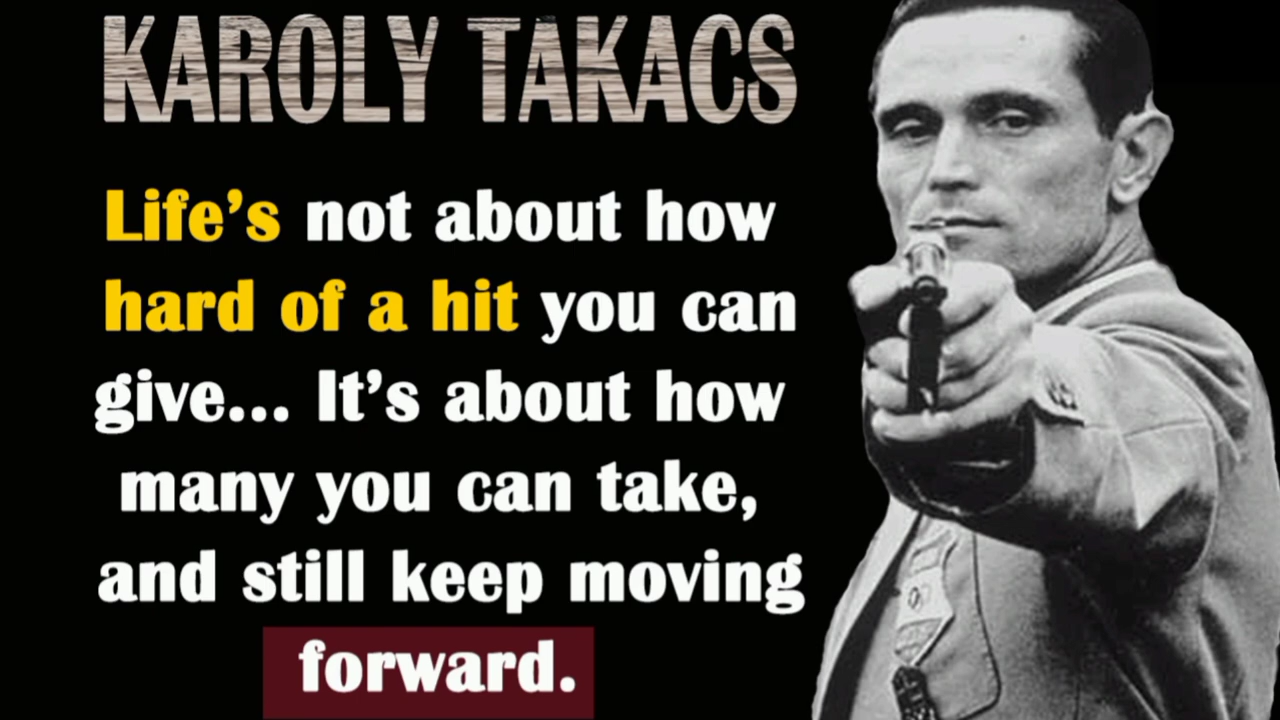 KAROLY TAKACS
Life’s not about how
hard of a hit you can
give... It’s about how
many you can take,
and still keep moving
forward.